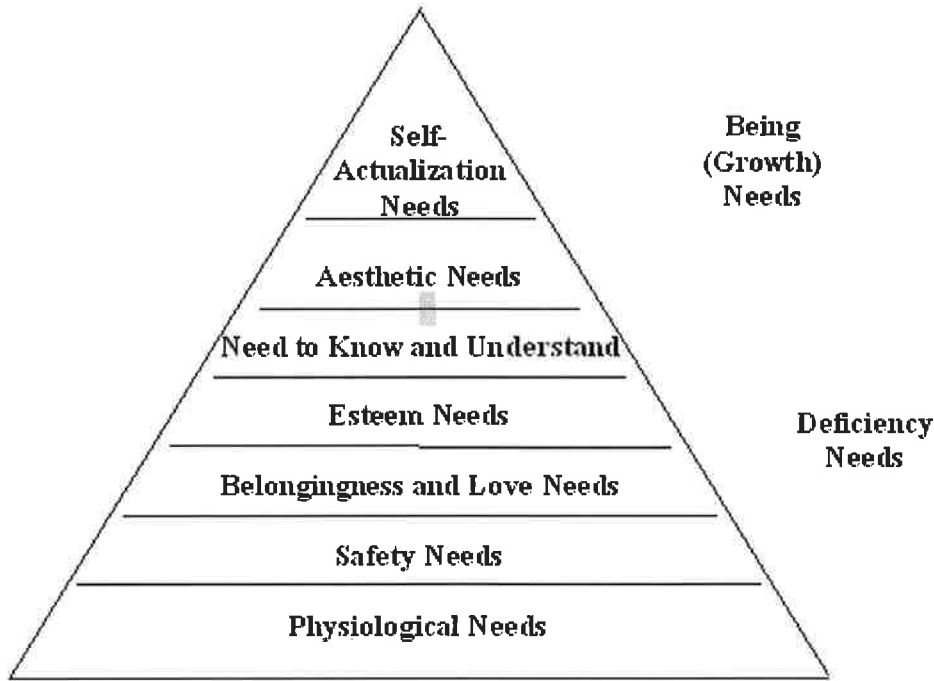 Self-
Actualization
Needs
Being
(Growth)
Needs
Aesthetic Needs
Need to Know and Understand
Esteem Needs
Deficiency
Needs
Belongingness and Love Needs
Safety Needs
Physiological Needs